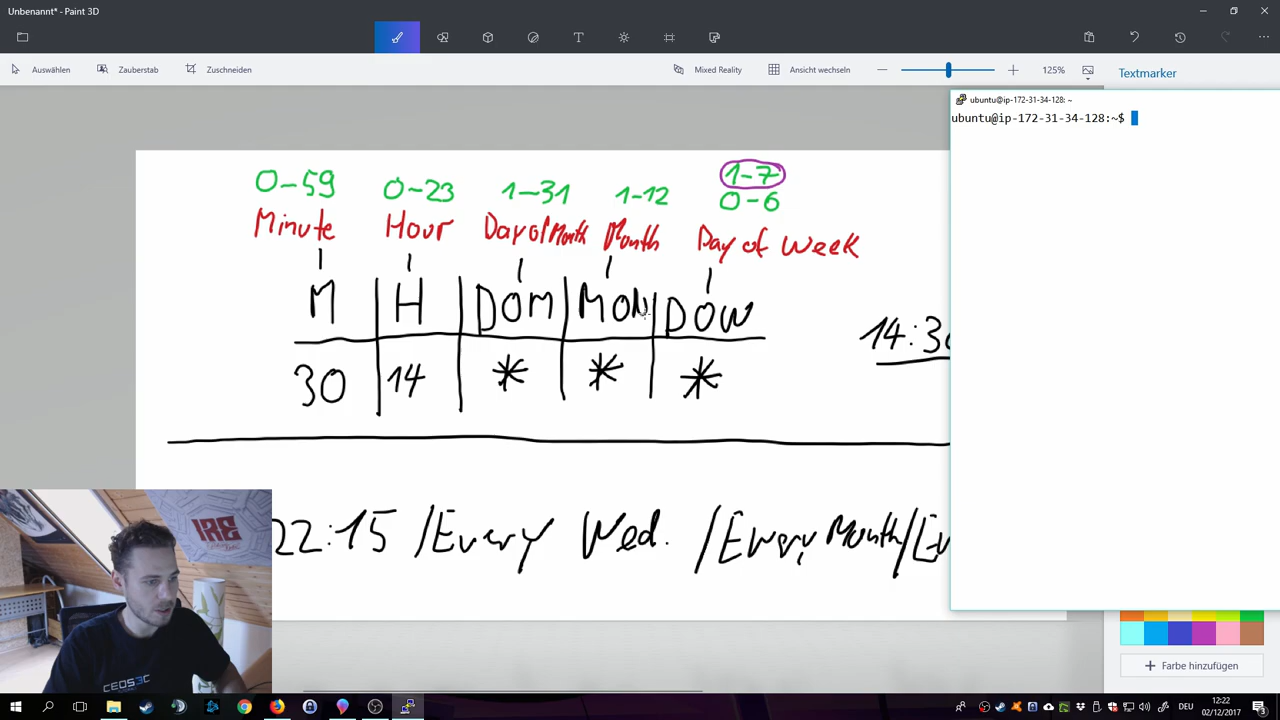 Unbenannt* - Paint 3D
Auswählen Zauberstab Zuschneiden Mixed Reality Ansicht wechseln 125% Textmarker
ubuntu@ip-172-31-34-128: ~
ubuntu@ip-172-31-34-128:~$
0-59 0-23 1-31 1-12 1-7
0-6
Minute Hour Day of Month Month Day of Week
M H DOM MON DOW
30 14 * * *
14:30
22:15 / Every Wed. / Every Month /
Farbe hinzufügen
CEOS3C
12:22
02/12/2017